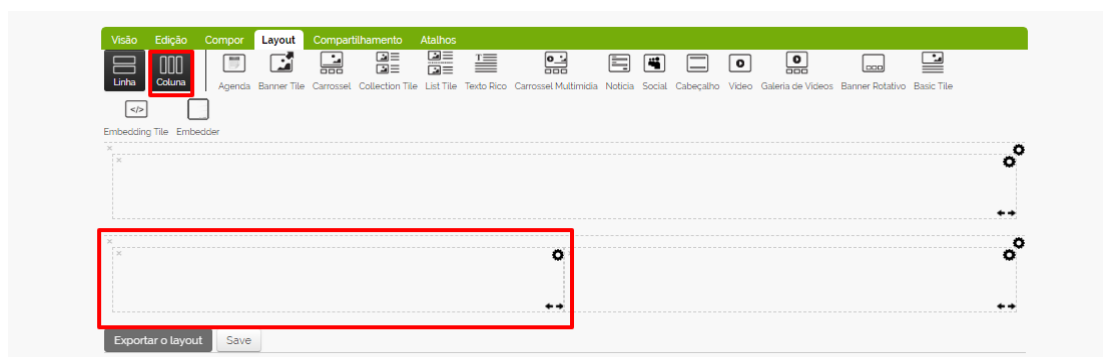 Visão Edição Compor Layout Compartilhamento Atalhos
Linha Coluna Agenda Banner Tile Carrossel Collection Tile List Tile Texto Rico Carrossel Multimidia Noticia Social Cabeçalho Video Galeria de Videos Banner Rotativo Basic Tile
Embedding Tile Embedder
Exportar o layout Save